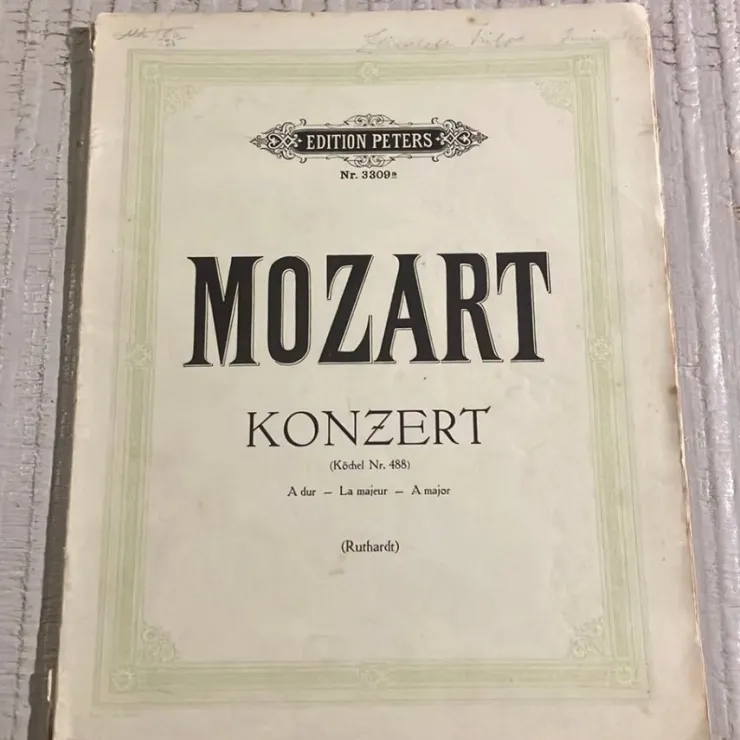 EDITION PETERS
Nr. 3309a
MOZART
KONZERT
(Köchel Nr. 488)
A dur — La majeur — A major
(Ruthardt)